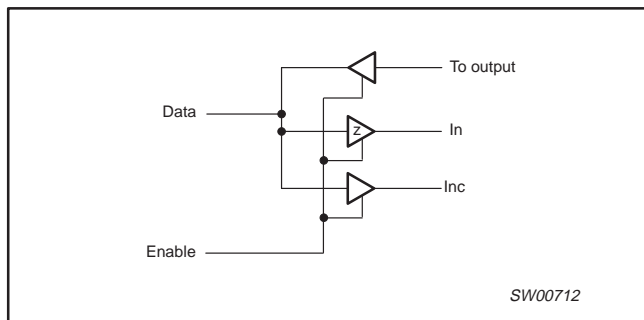 To output
Data
z
In
Inc
Enable
SW00712